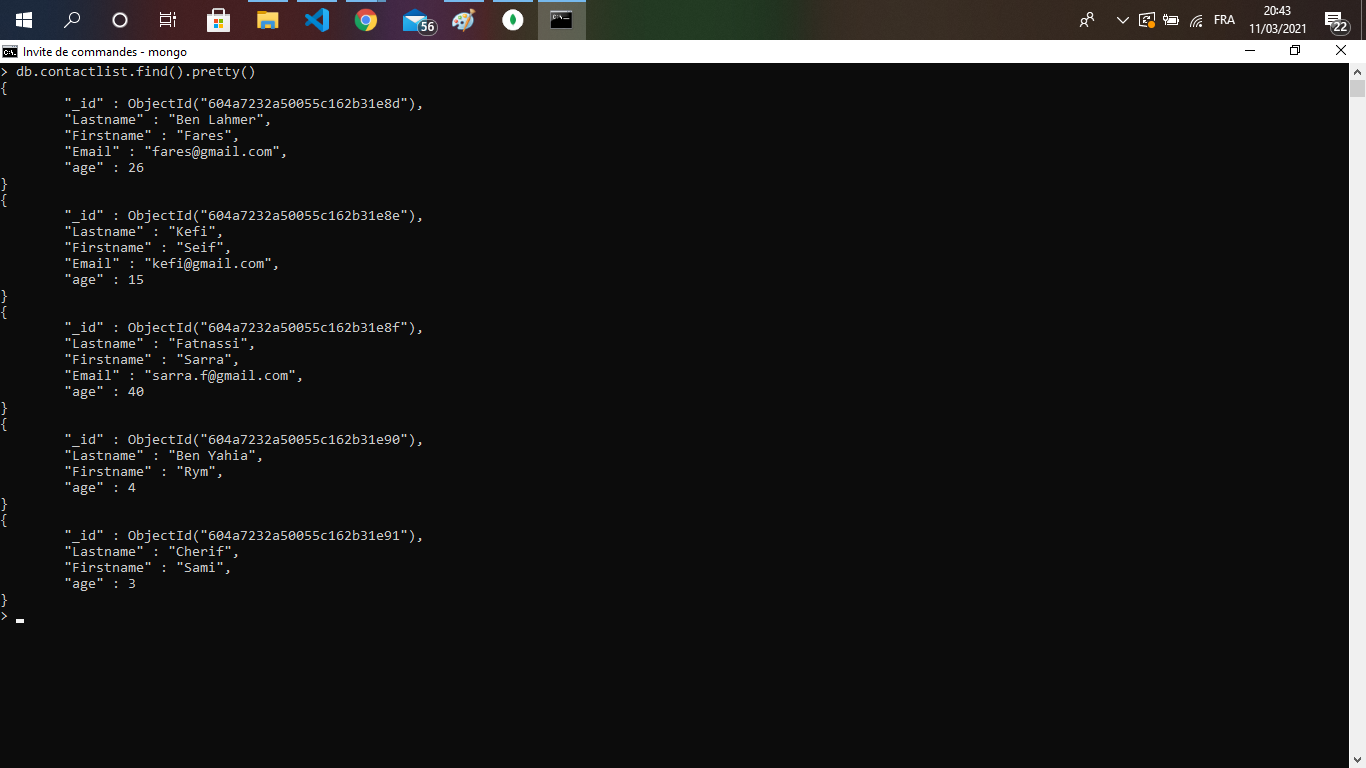 56
FRA
20:43
11/03/2021
22
Invite de commandes - mongo
> db.contactlist.find().pretty()
{
"_id" : ObjectId("604a7232a50055c162b31e8d"),
"Lastname" : "Ben Lahmer",
"Firstname" : "Fares",
"Email" : "fares@gmail.com",
"age" : 26
}
{
"_id" : ObjectId("604a7232a50055c162b31e8e"),
"Lastname" : "Kefi",
"Firstname" : "Seif",
"Email" : "kefi@gmail.com",
"age" : 15
}
{
"_id" : ObjectId("604a7232a50055c162b31e8f"),
"Lastname" : "Fatnassi",
"Firstname" : "Sarra",
"Email" : "sarra.f@gmail.com",
"age" : 40
}
{
"_id" : ObjectId("604a7232a50055c162b31e90"),
"Lastname" : "Ben Yahia",
"Firstname" : "Rym",
"age" : 4
}
{
"_id" : ObjectId("604a7232a50055c162b31e91"),
"Lastname" : "Cherif",
"Firstname" : "Sami",
"age" : 3
}
>